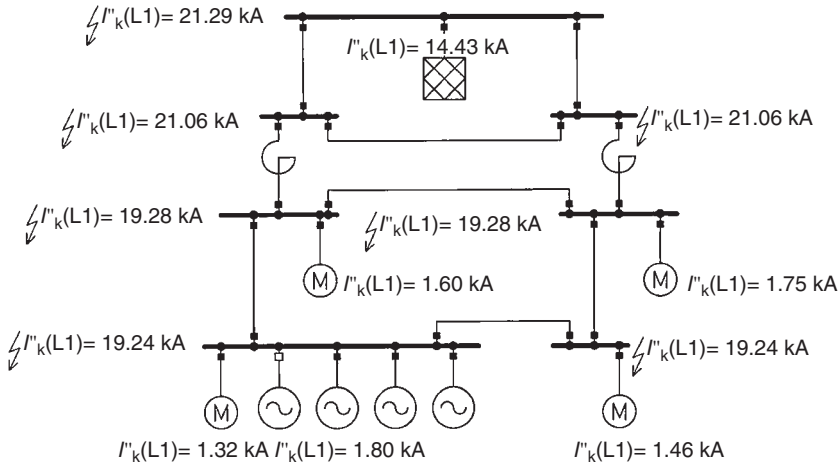 I"k(L1)= 21.29 kA
I"k(L1)= 14.43 kA
I"k(L1)= 21.06 kA
I"k(L1)= 21.06 kA
I"k(L1)= 19.28 kA
I"k(L1)= 19.28 kA
M
I"k(L1)= 1.60 kA
M
I"k(L1)= 1.75 kA
I"k(L1)= 19.24 kA
I"k(L1)= 19.24 kA
M
M
I"k(L1)= 1.32 kA
I"k(L1)= 1.80 kA
I"k(L1)= 1.46 kA